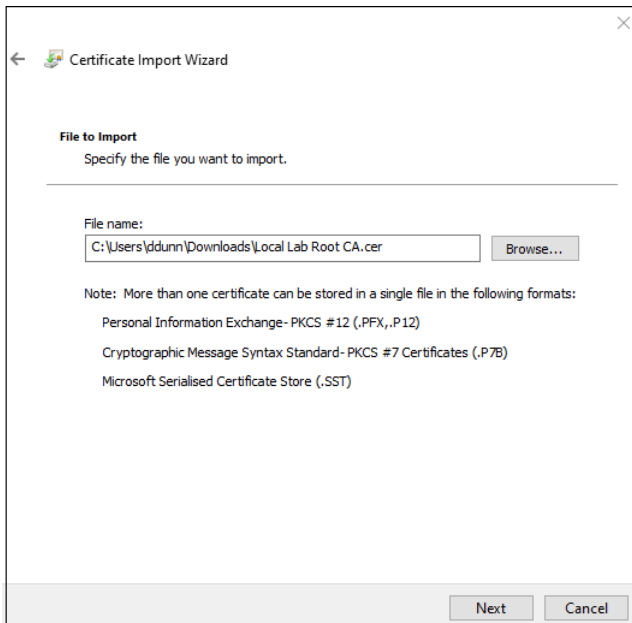 Certificate Import Wizard
File to Import
Specify the file you want to import.
File name:
C:\Users\ddunn\Downloads\Local Lab Root CA.cer
Browse...
Note: More than one certificate can be stored in a single file in the following formats:
Personal Information Exchange- PKCS #12 (.PFX,.P12)
Cryptographic Message Syntax Standard- PKCS #7 Certificates (.P7B)
Microsoft Serialised Certificate Store (.SST)
Next
Cancel